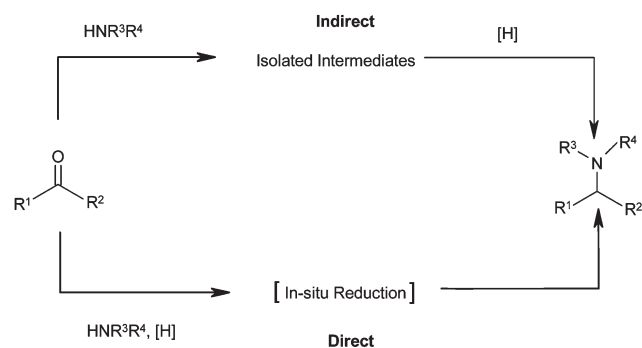 Indirect
HNR³R⁴
[H]
Isolated Intermediates
O
R¹ R²
R³ R⁴
N
R¹ R²
[ In-situ Reduction ]
HNR³R⁴, [H]
Direct